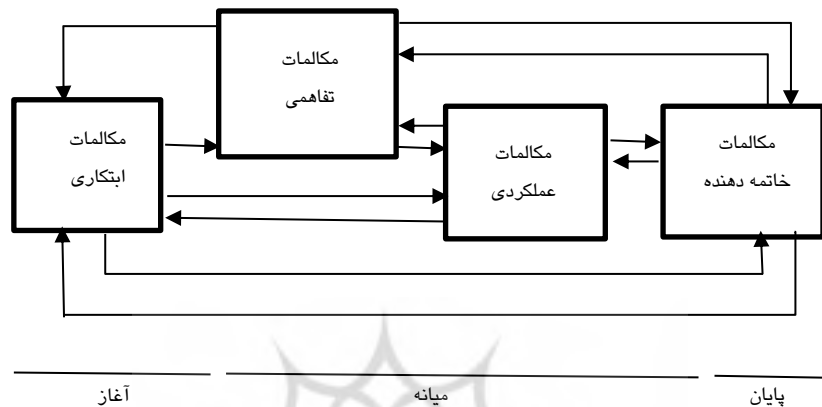 مکالمات
تفاهمی
مکالمات
ابتکاری
مکالمات
عملکردی
مکالمات
خاتمه دهنده
آغاز
میانه
پایان